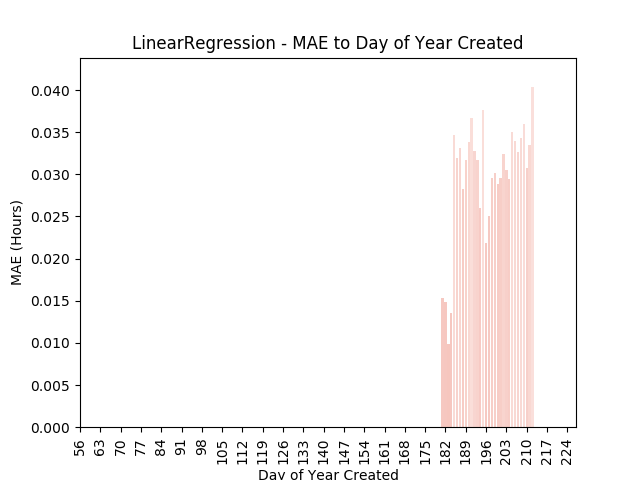 LinearRegression - MAE to Day of Year Created
0.040
0.035
0.030
0.025
0.020
0.015
0.010
0.005
0.000
MAE (Hours)
56 63 70 77 84 91 98 105 112 119 126 133 140 147 154 161 168 175 182 189 196 203 210 217 224
Day of Year Created